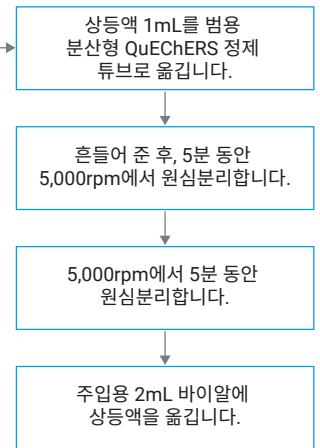 상등액 1mL를 범용
분산형 QuEChERS 정제
튜브로 옮깁니다.
흔들어 준 후, 5분 동안
5,000rpm에서 원심분리합니다.
5,000rpm에서 5분 동안
원심분리합니다.
주입용 2mL 바이알에
상등액을 옮깁니다.